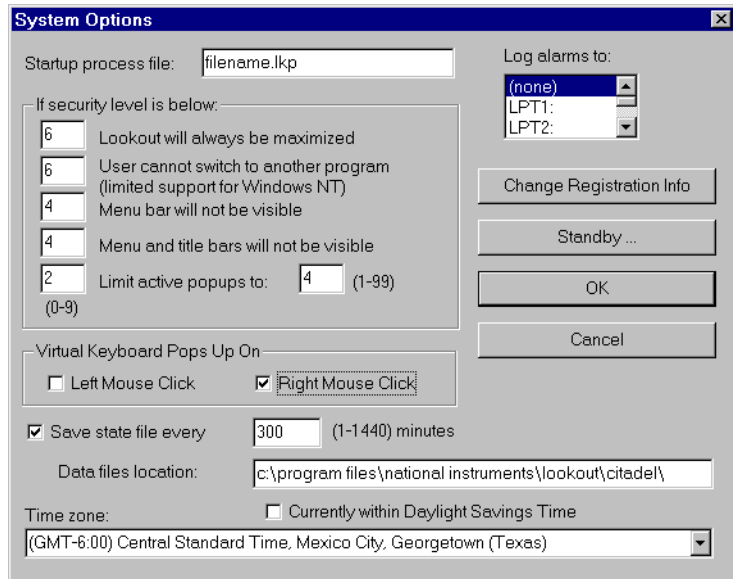 System Options
Startup process file: filename.lkp
Log alarms to:
(none)
LPT1:
LPT2:
If security level is below:
6 Lookout will always be maximized
6 User cannot switch to another program
(limited support for Windows NT)
4 Menu bar will not be visible
4 Menu and title bars will not be visible
2 Limit active popups to: 4 (1-99)
(0-9)
Change Registration Info
Standby ...
OK
Cancel
Virtual Keyboard Pops Up On
Left Mouse Click Right Mouse Click
Save state file every 300 (1-1440) minutes
Data files location: c:\program files\national instruments\lookout\citadel\
Time zone: Currently within Daylight Savings Time
(GMT-6:00) Central Standard Time, Mexico City, Georgetown (Texas)